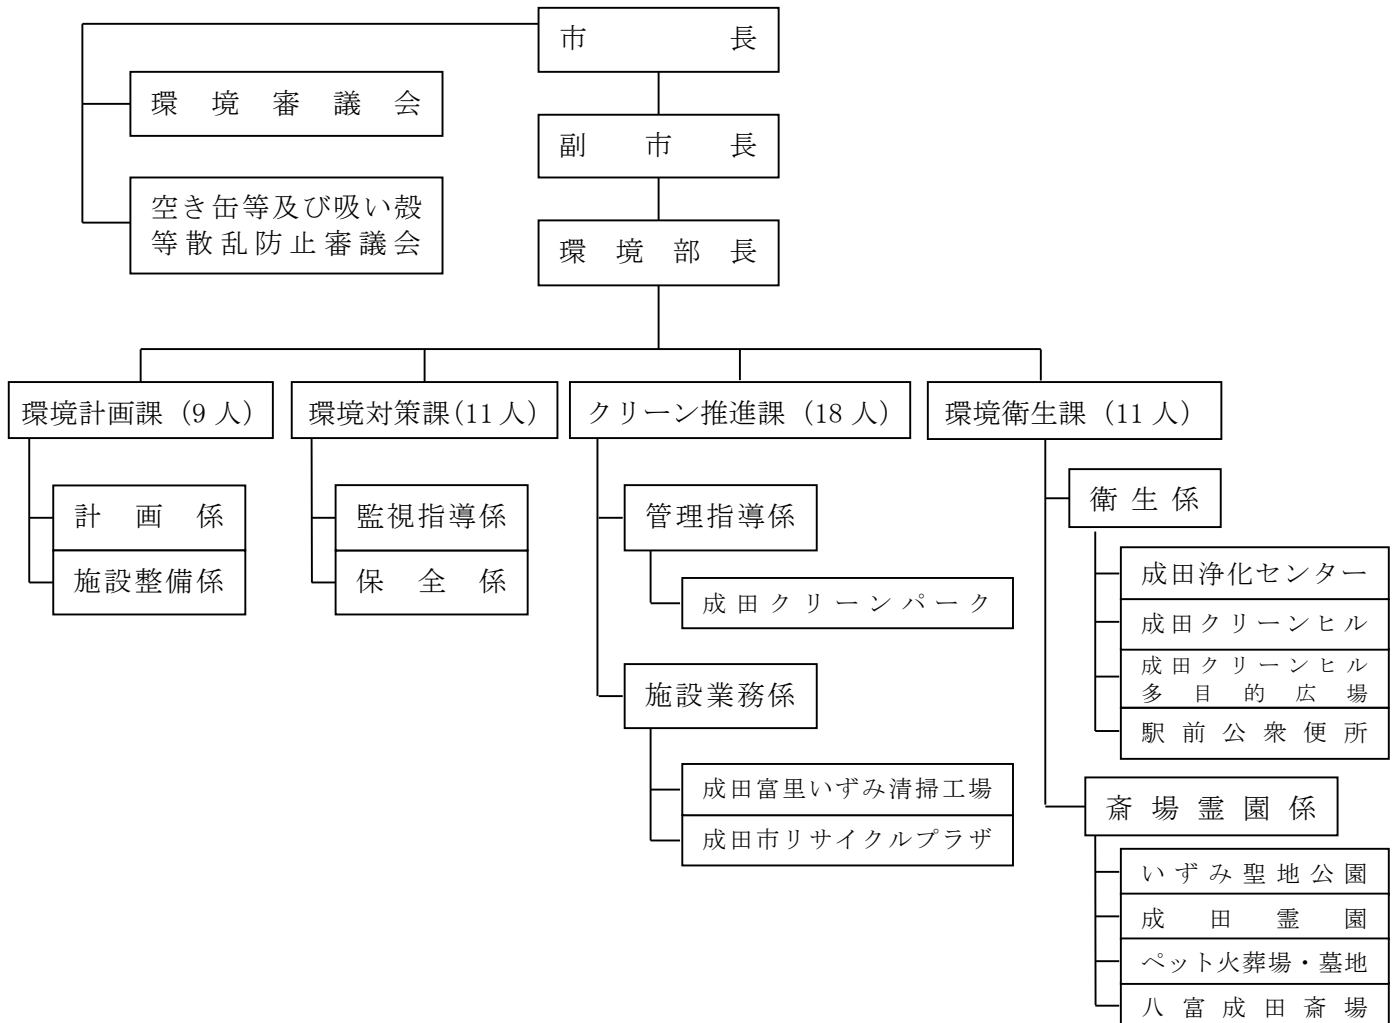 市長
環境審議会
副市長
空き缶等及び吸い殻
等散乱防止審議会
環境部長
環境計画課（9人）
環境対策課(11人)
クリーン推進課（18人）
環境衛生課（11人）
計画係
施設整備係
監視指導係
保全係
管理指導係
成田クリーンパーク
施設業務係
成田富里いずみ清掃工場
成田市リサイクルプラザ
衛生係
成田浄化センター
成田クリーンヒル
成田クリーンヒル
多目的広場
駅前公衆便所
斎場霊園係
いずみ聖地公園
成田霊園
ペット火葬場・墓地
八富成田斎場